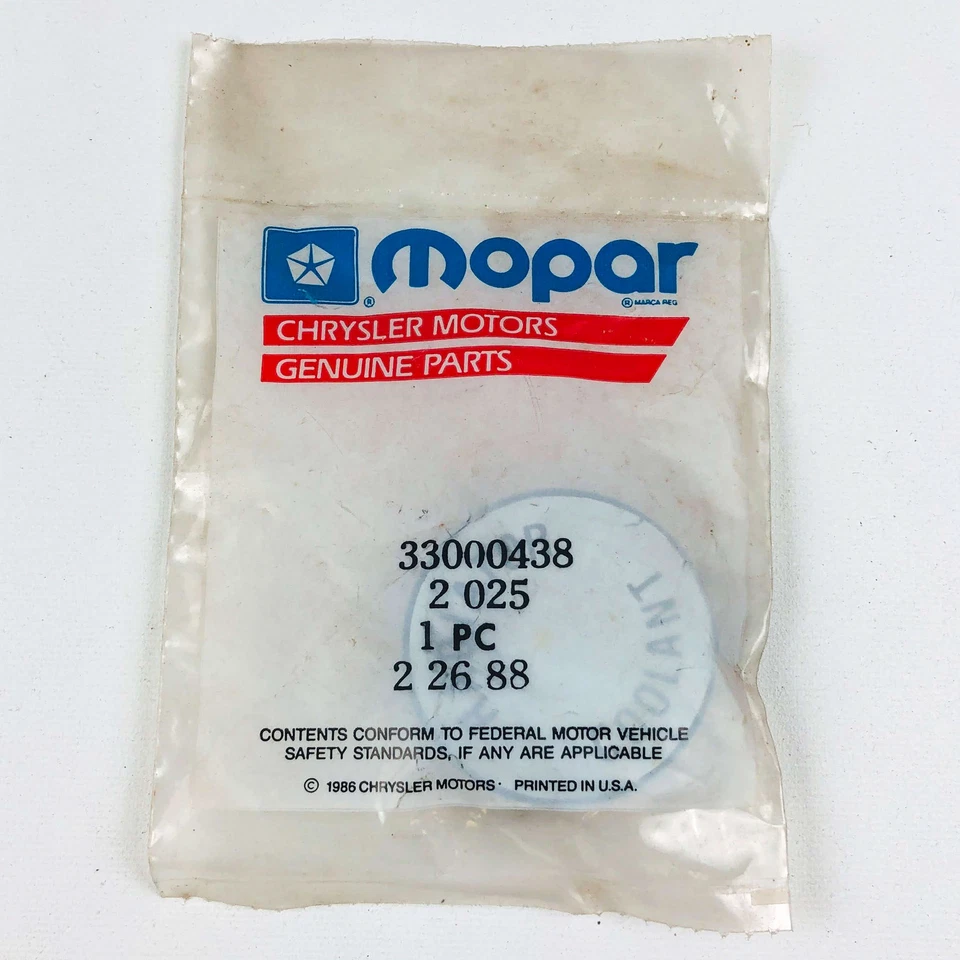 mopar
® ® MARCA REG
CHRYSLER MOTORS
GENUINE PARTS
33000438
2 025
1 PC
2 26 88
CONTENTS CONFORM TO FEDERAL MOTOR VEHICLE
SAFETY STANDARDS, IF ANY ARE APPLICABLE
© 1986 CHRYSLER MOTORS· PRINTED IN U.S.A.